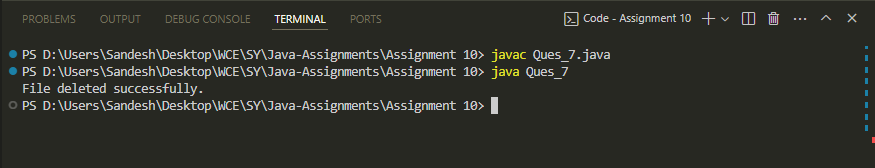 PROBLEMS OUTPUT DEBUG CONSOLE TERMINAL PORTS Code - Assignment 10
PS D:\Users\Sandesh\Desktop\WCE\SY\Java-Assignments\Assignment 10> javac Ques_7.java
PS D:\Users\Sandesh\Desktop\WCE\SY\Java-Assignments\Assignment 10> java Ques_7
File deleted successfully.
PS D:\Users\Sandesh\Desktop\WCE\SY\Java-Assignments\Assignment 10>